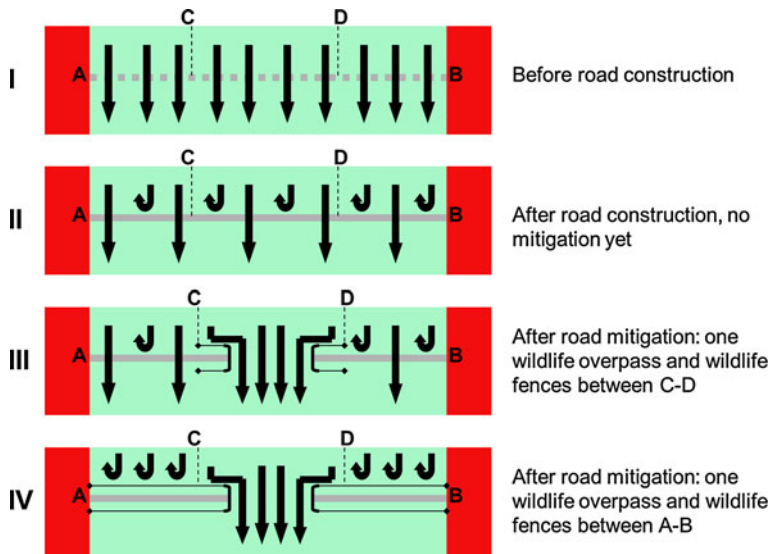 C D
I A B Before road construction
C D
II A B After road construction, no
mitigation yet
C D
III A B After road mitigation: one
wildlife overpass and wildlife
fences between C-D
C D
IV A B After road mitigation: one
wildlife overpass and wildlife
fences between A-B